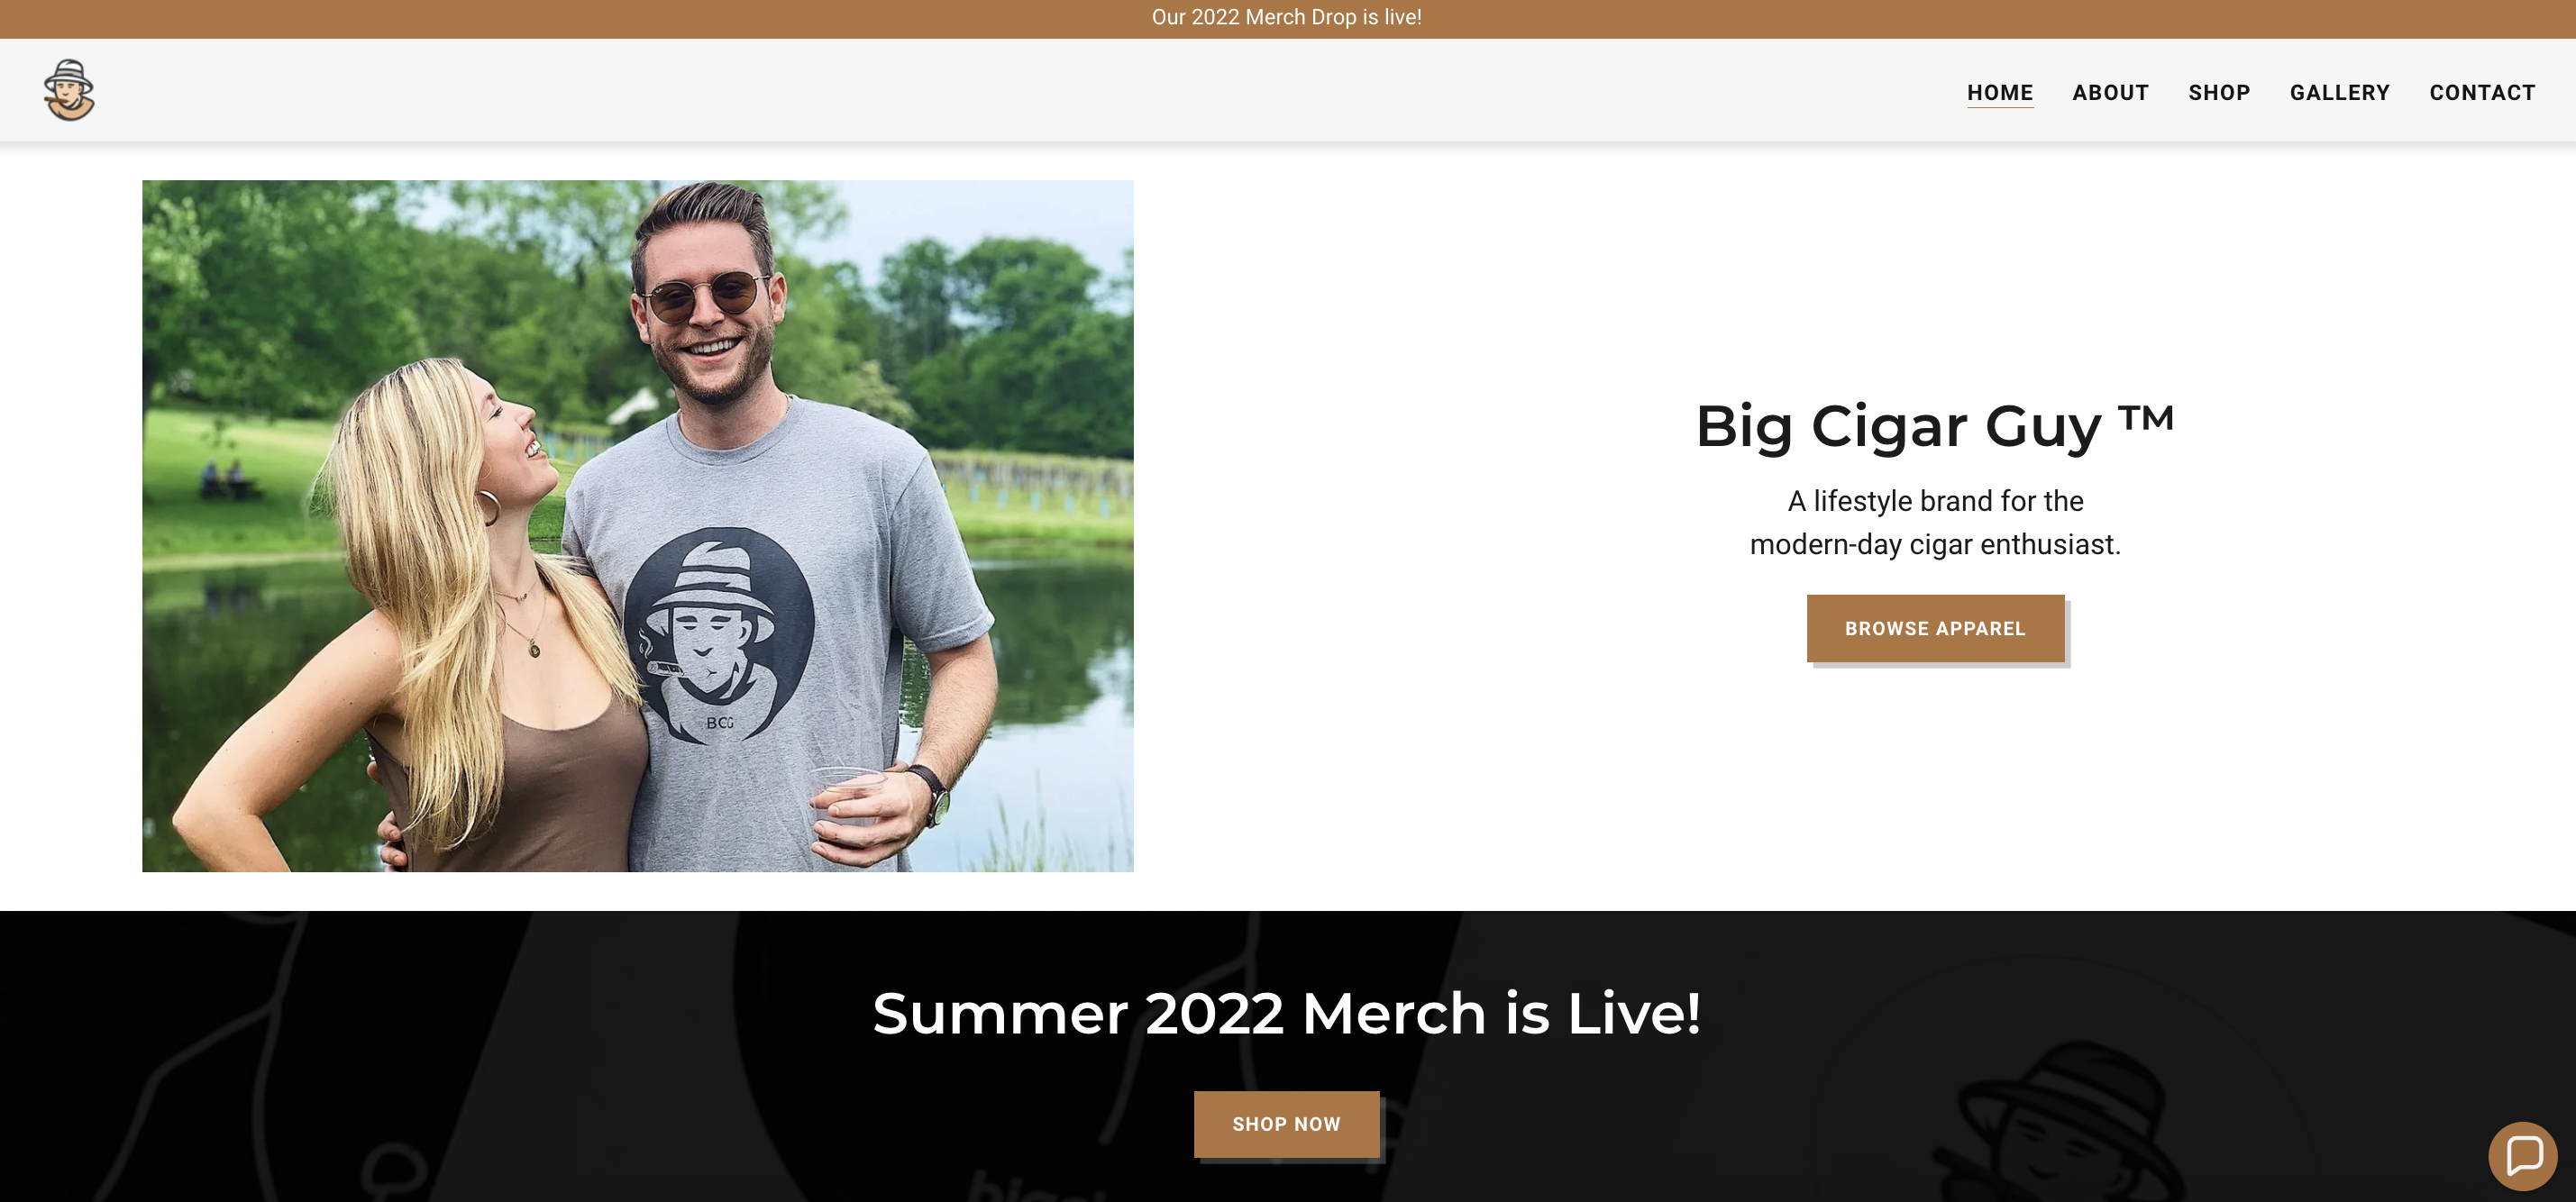 Our 2022 Merch Drop is live!
HOME ABOUT SHOP GALLERY CONTACT
Big Cigar Guy ™
A lifestyle brand for the
modern-day cigar enthusiast.
BROWSE APPAREL
BCG
Summer 2022 Merch is Live!
SHOP NOW